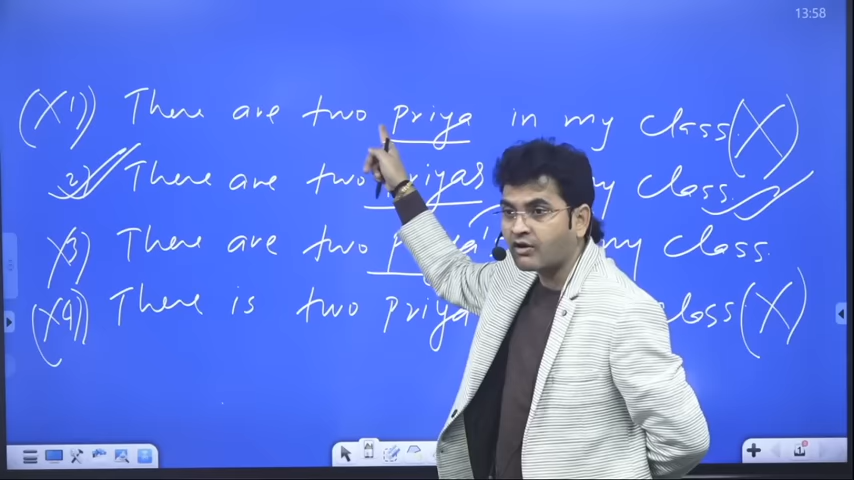 13:58
(X1) There are two priya in my class. (X)
2) There are two priyas my class.
X3) There are two priya' my class.
(X4) There is two priya class (X)